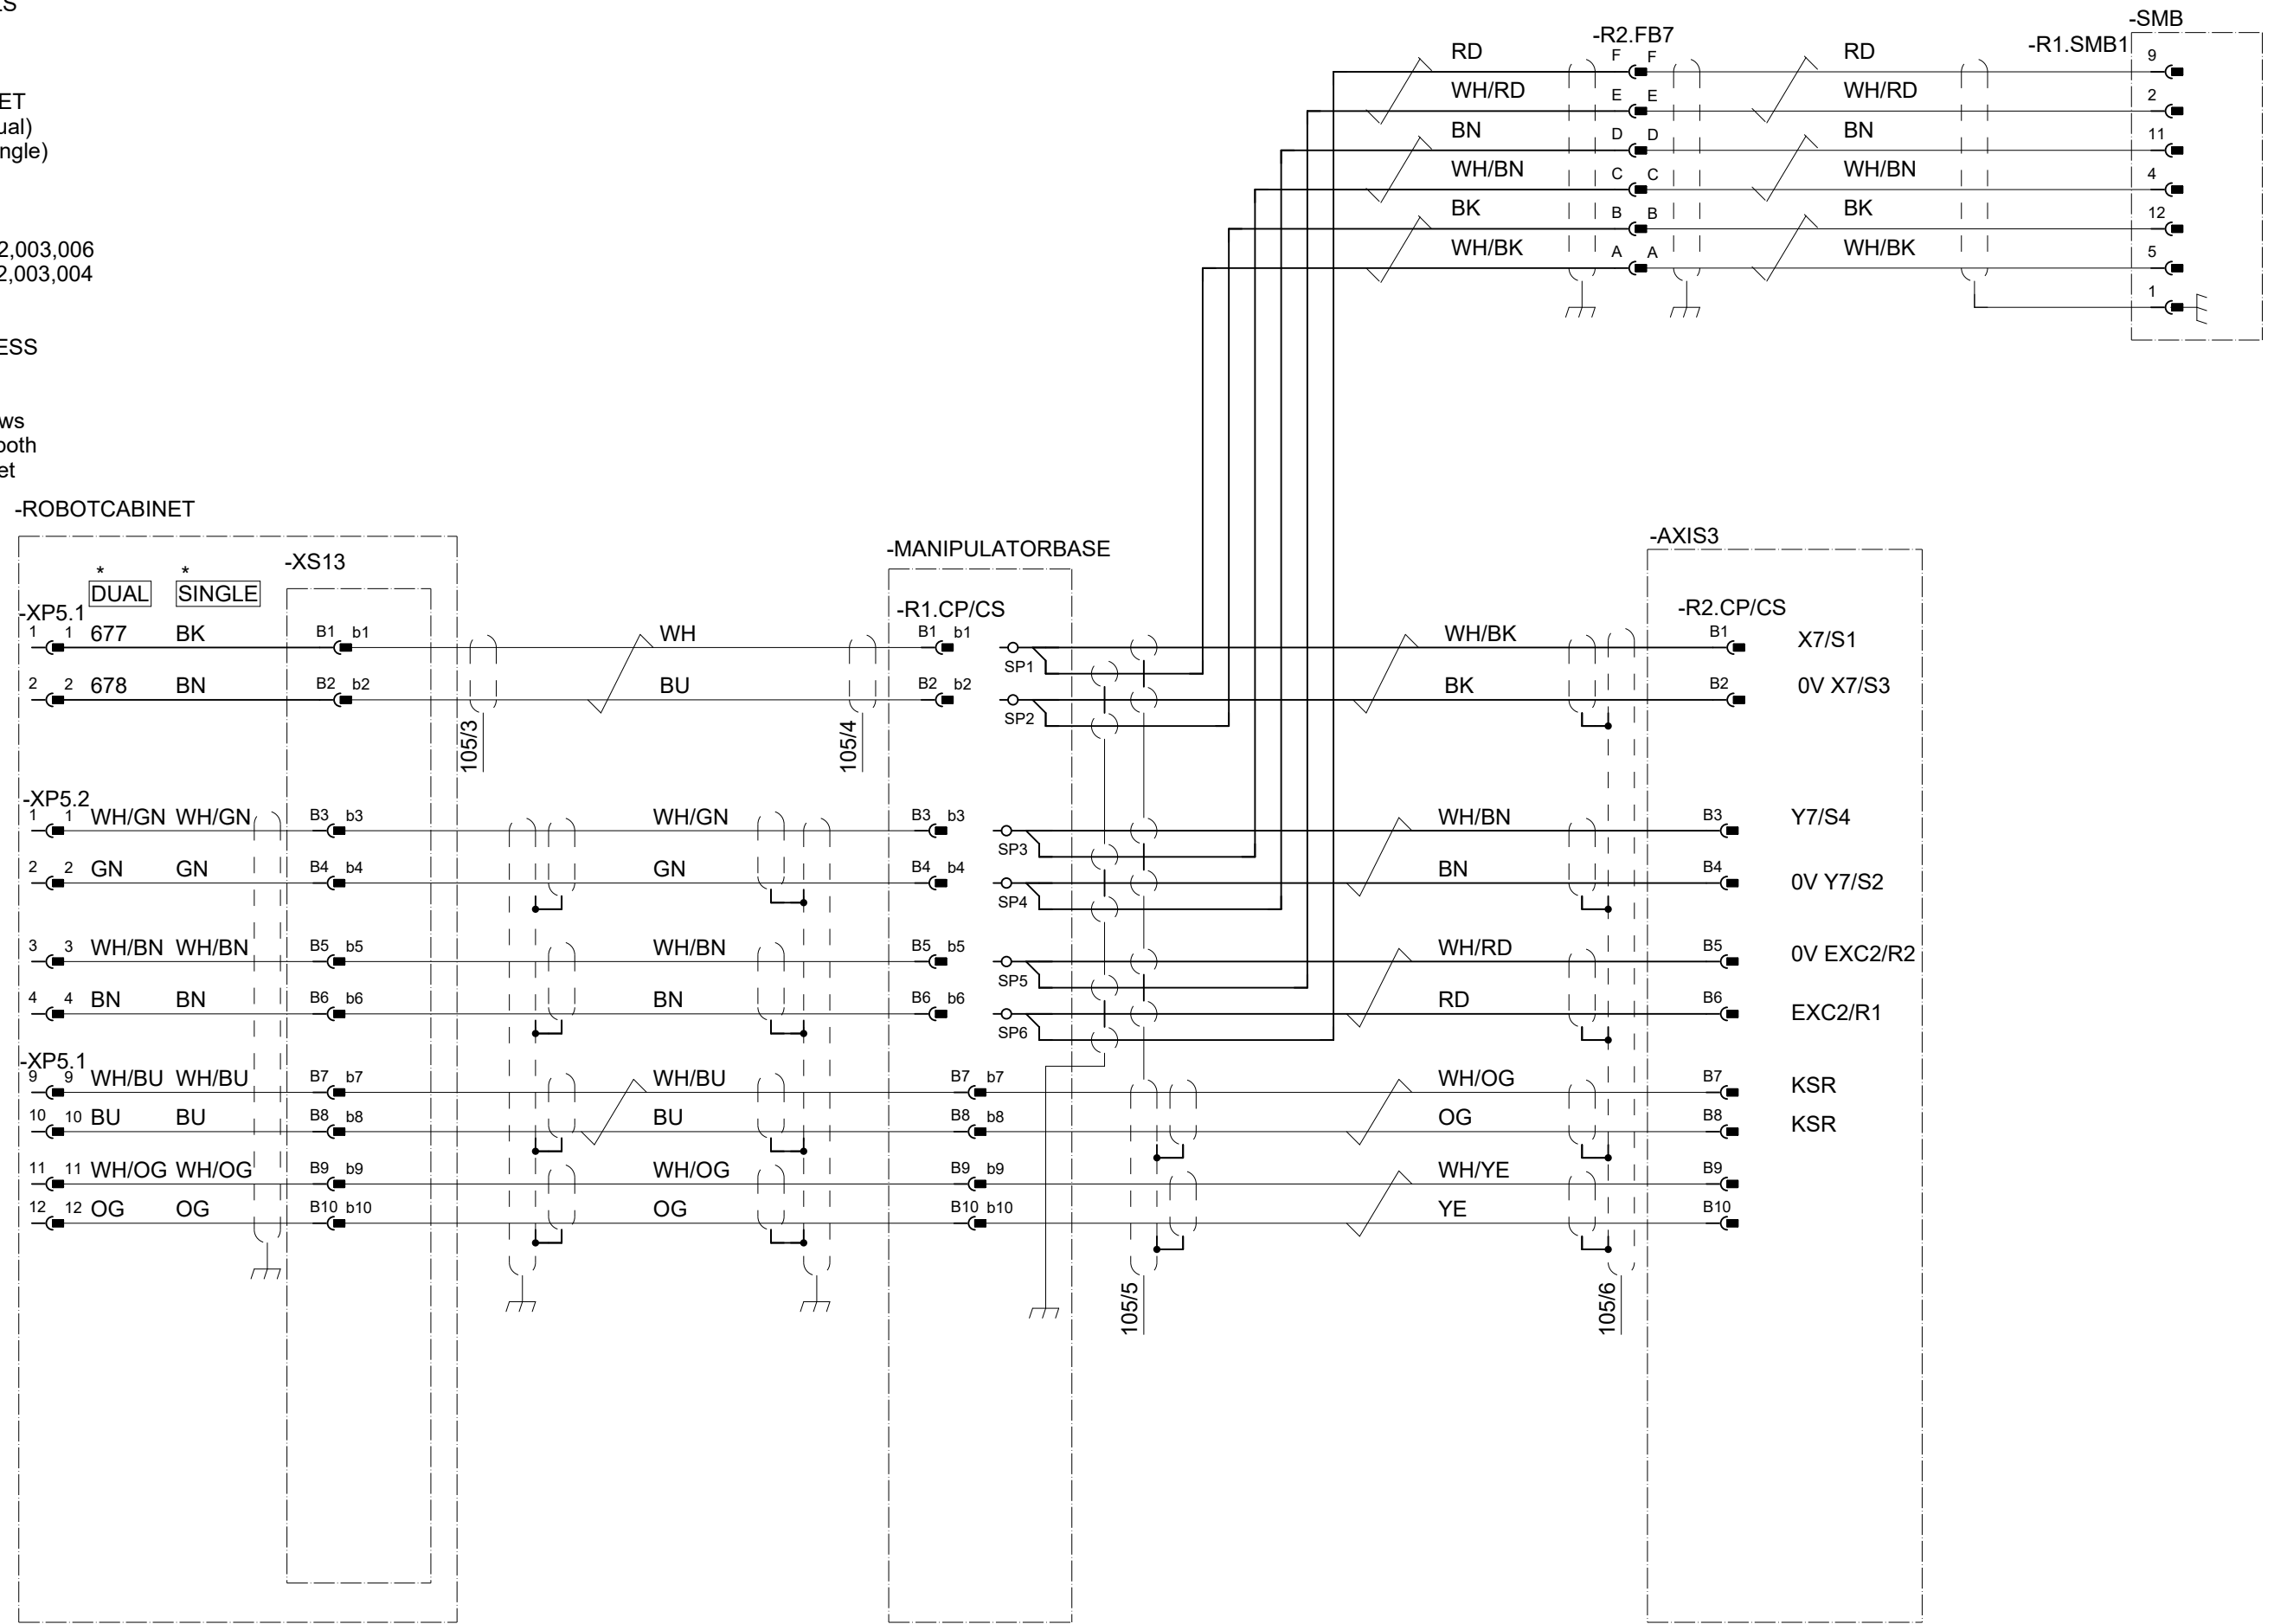 LS
ET
ual)
ngle)
2,003,006
2,003,004
ESS
ws
both
et
-SMB
-R2.FB7
-R1.SMB1
RD F F RD 9
WH/RD E E WH/RD 2
BN D D BN 11
WH/BN C C WH/BN 4
BK B B BK 12
WH/BK A A WH/BK 5
1
-ROBOTCABINET
-MANIPULATORBASE
-AXIS3
-XS13
* *
DUAL SINGLE
-XP5.1
-R1.CP/CS
-R2.CP/CS
1 1 677 BK B1 b1 WH B1 b1 WH/BK B1 X7/S1
SP1
2 2 678 BN B2 b2 BU B2 b2 BK B2 0V X7/S3
SP2
105/3
105/4
-XP5.2
1 1 WH/GN WH/GN B3 b3 WH/GN B3 b3 WH/BN B3 Y7/S4
SP3
2 2 GN GN B4 b4 GN B4 b4 BN B4 0V Y7/S2
SP4
3 3 WH/BN WH/BN B5 b5 WH/BN B5 b5 WH/RD B5 0V EXC2/R2
SP5
4 4 BN BN B6 b6 BN B6 b6 RD B6 EXC2/R1
SP6
-XP5.1
9 9 WH/BU WH/BU B7 b7 WH/BU B7 b7 WH/OG B7 KSR
10 10 BU BU B8 b8 BU B8 b8 OG B8 KSR
11 11 WH/OG WH/OG B9 b9 WH/OG B9 b9 WH/YE B9
12 12 OG OG B10 b10 OG B10 b10 YE B10
105/5
105/6